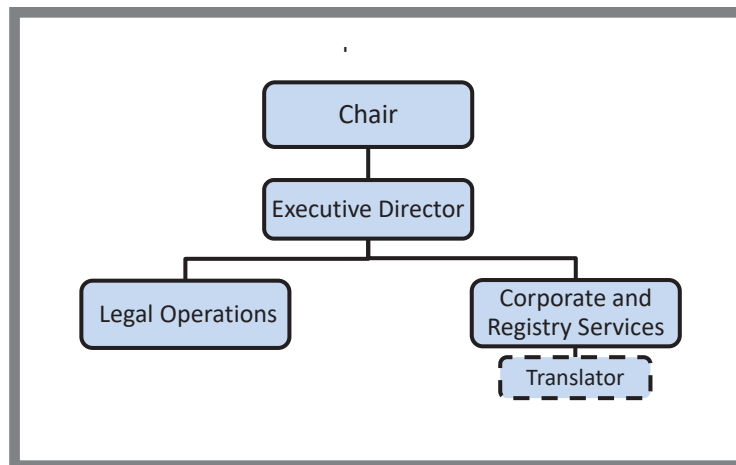 Chair
Executive Director
Legal Operations
Corporate and
Registry Services
Translator